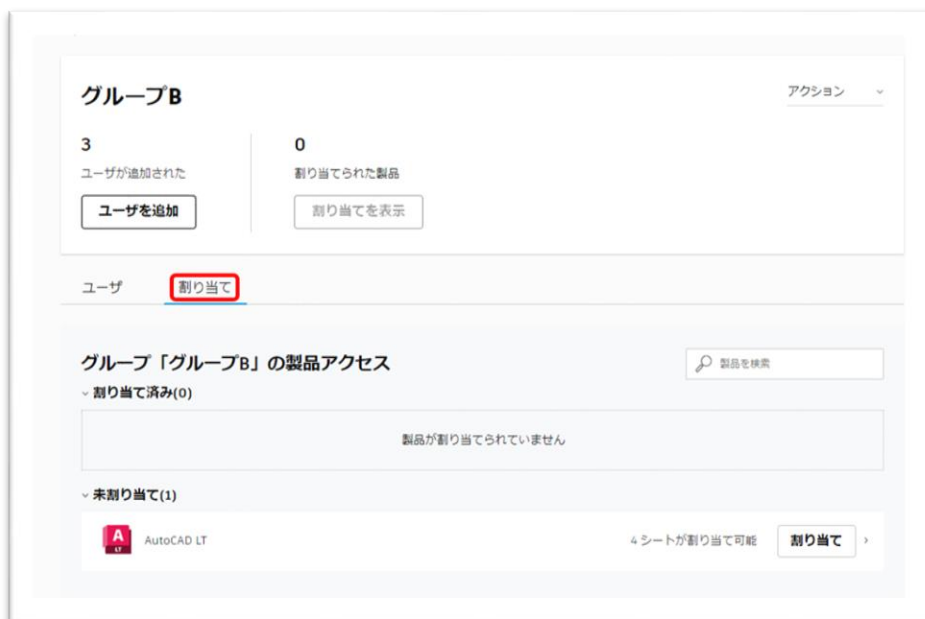 グループB
アクション
3
0
ユーザが追加された
割り当てられた製品
ユーザを追加
割り当てを表示
ユーザ
割り当て
グループ「グループB」の製品アクセス
製品を検索
割り当て済み(0)
製品が割り当てられていません
未割り当て(1)
A
LT
AutoCAD LT
4 シートが割り当て可能
割り当て